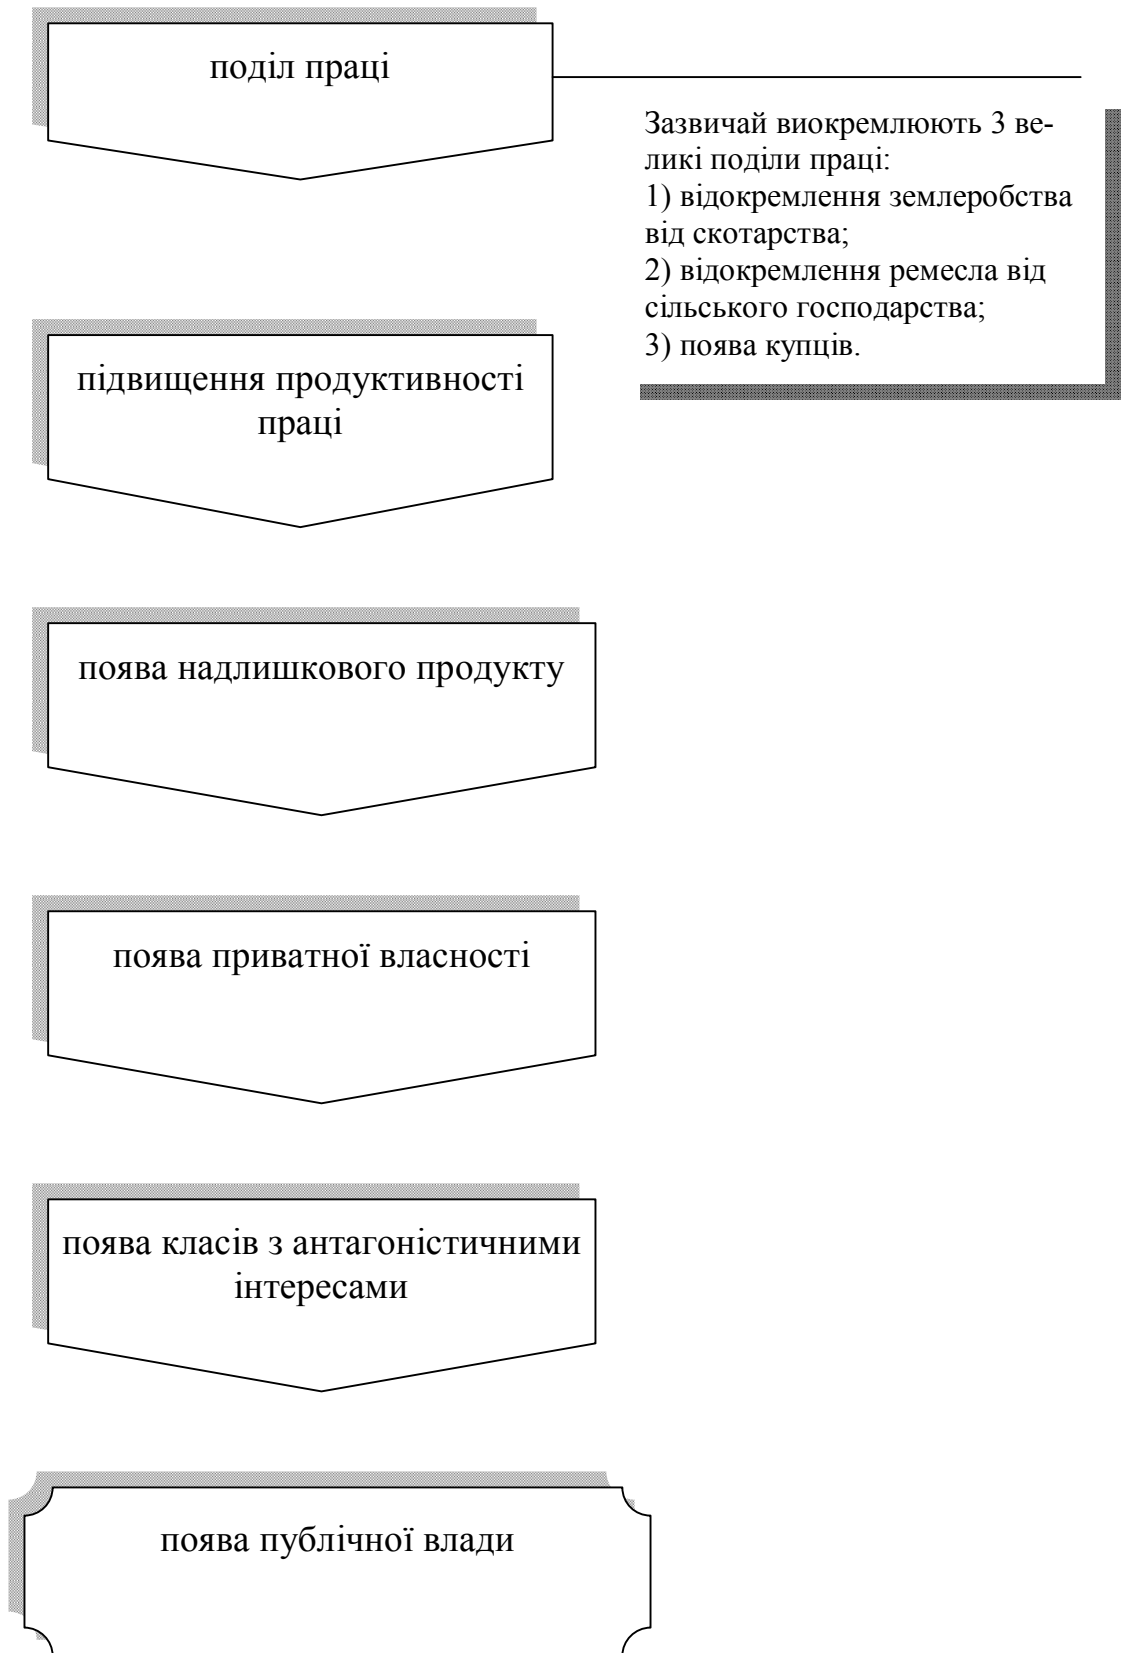 поділ праці
Зазвичай виокремлюють 3 ве-
ликі поділи праці:
1) відокремлення землеробства
від скотарства;
2) відокремлення ремесла від
сільського господарства;
3) поява купців.
підвищення продуктивності
праці
поява надлишкового продукту
поява приватної власності
поява класів з антагоністичними
інтересами
поява публічної влади